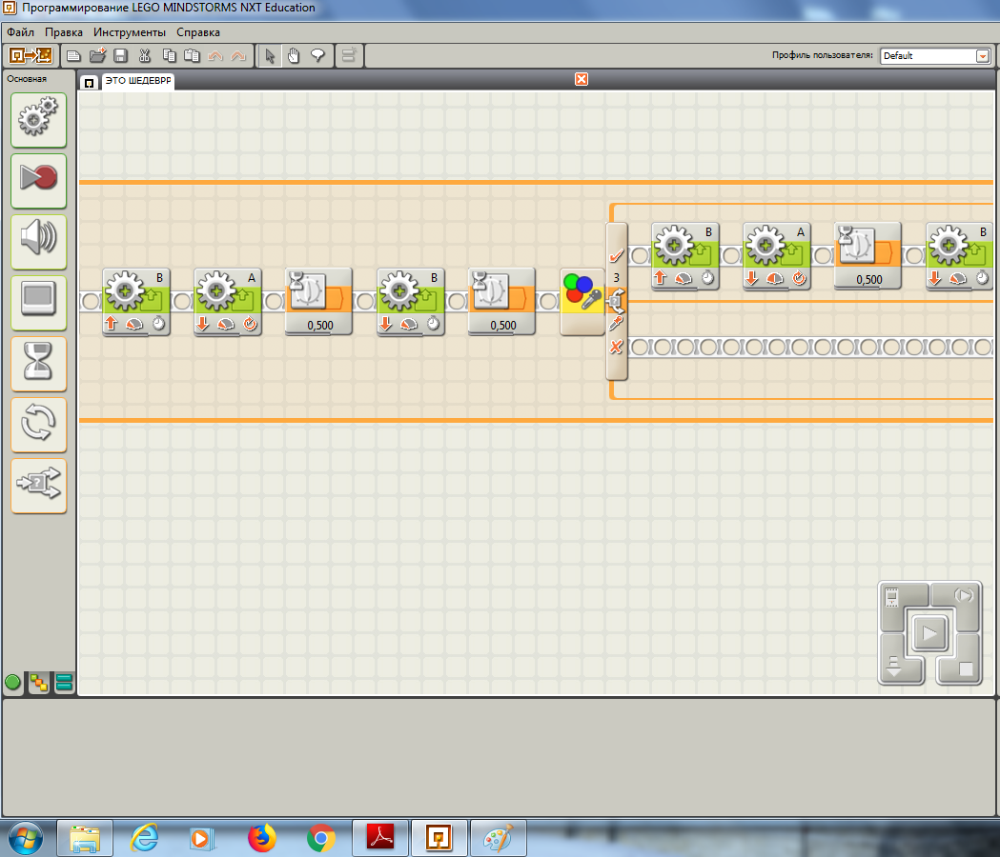 Программирование LEGO MINDSTORMS NXT Education
Файл Правка Инструменты Справка
Профиль пользователя: Default
Основная
ЭТО ШЕДЕВРР
B A B
B A B
3
0,500
0,500 0,500